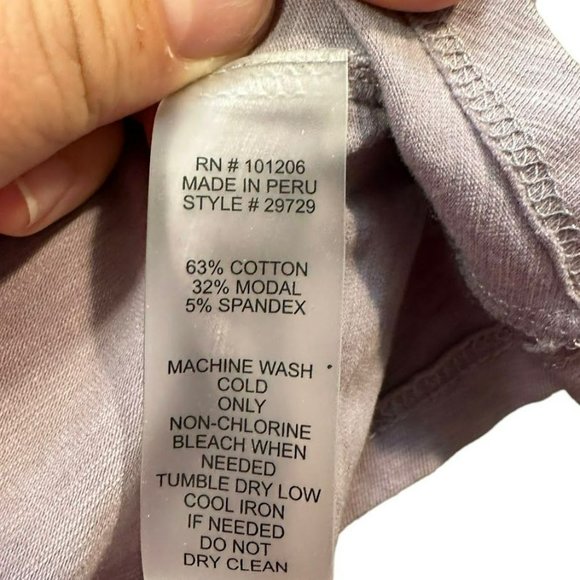 RN # 101206
MADE IN PERU
STYLE # 29729
63% COTTON
32% MODAL
5% SPANDEX
MACHINE WASH
COLD
ONLY
NON-CHLORINE
BLEACH WHEN
NEEDED
TUMBLE DRY LOW
COOL IRON
IF NEEDED
DO NOT
DRY CLEAN